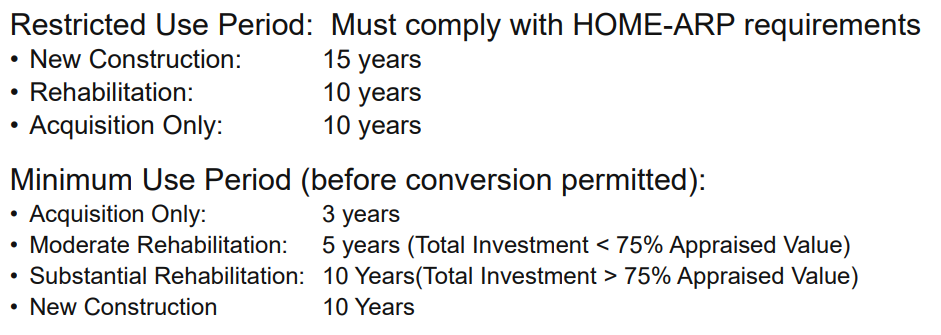 Restricted Use Period: Must comply with HOME-ARP requirements
• New Construction: 15 years
• Rehabilitation: 10 years
• Acquisition Only: 10 years
Minimum Use Period (before conversion permitted):
• Acquisition Only: 3 years
• Moderate Rehabilitation: 5 years (Total Investment < 75% Appraised Value)
• Substantial Rehabilitation: 10 Years(Total Investment > 75% Appraised Value)
• New Construction 10 Years